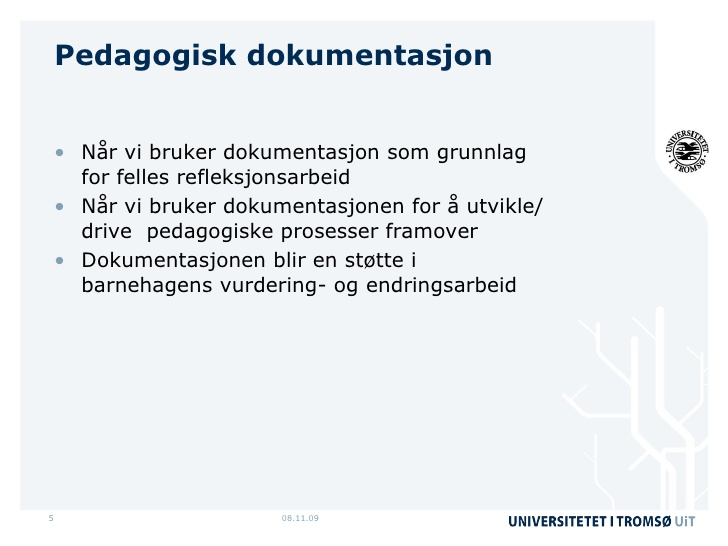 Pedagogisk dokumentasjon
• Når vi bruker dokumentasjon som grunnlag
for felles refleksjonsarbeid
• Når vi bruker dokumentasjonen for å utvikle/
drive  pedagogiske prosesser framover
• Dokumentasjonen blir en støtte i
barnehagens vurdering- og endringsarbeid
UNIVERSITETET
I TROMSØ
5
08.11.09
UNIVERSITETET I TROMSØ UiT